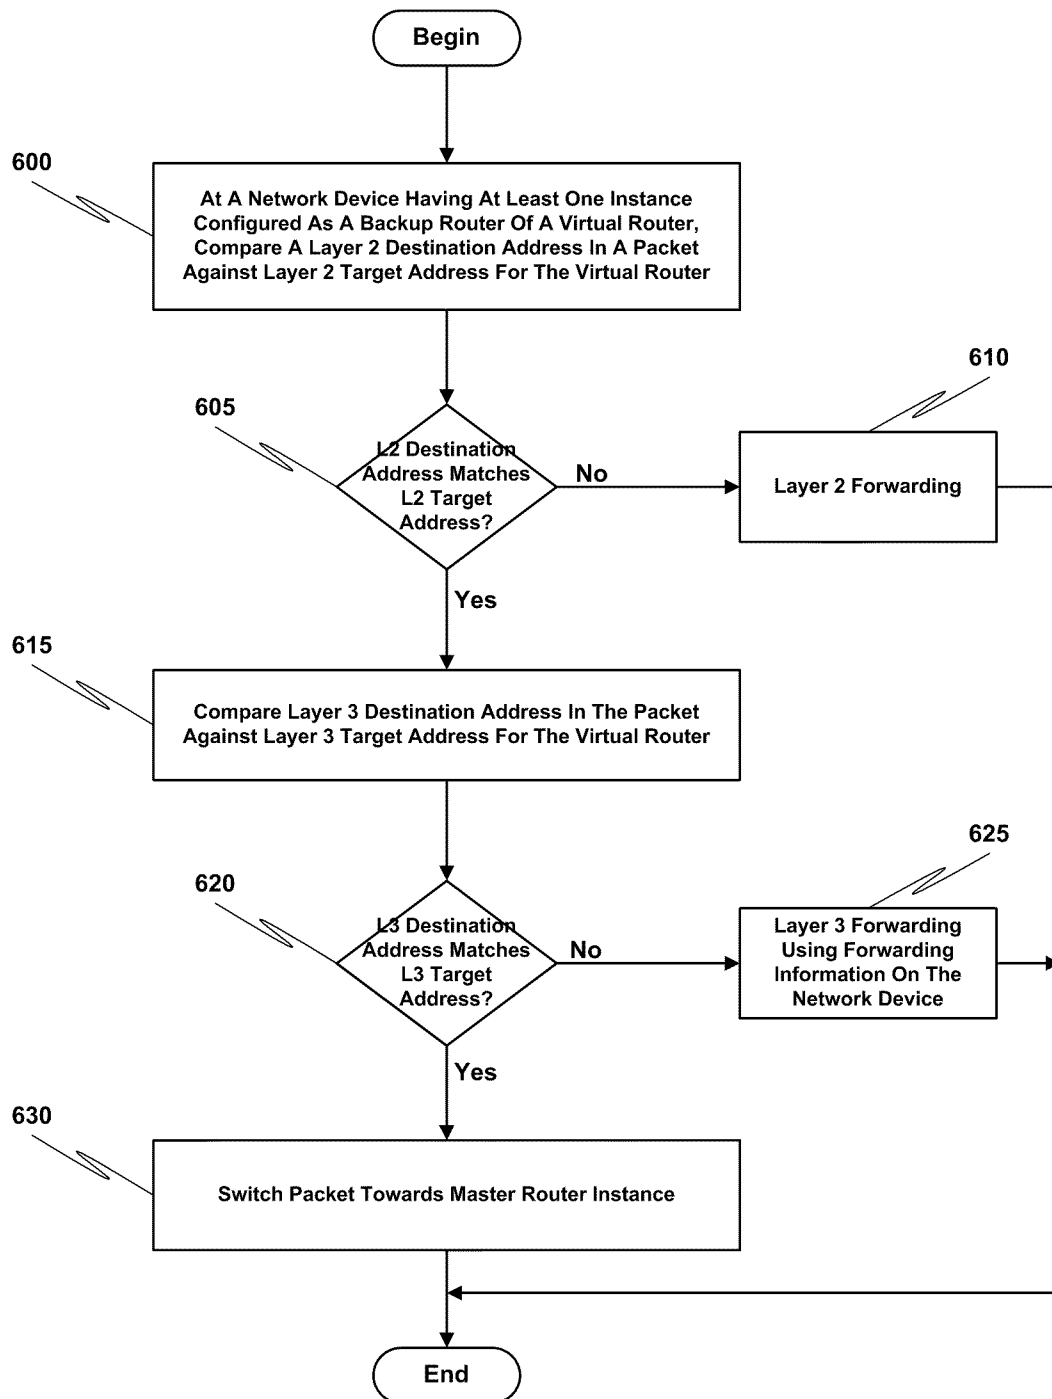 Begin
600
At A Network Device Having At Least One Instance
Configured As A Backup Router Of A Virtual Router,
Compare A Layer 2 Destination Address In A Packet
Against Layer 2 Target Address For The Virtual Router
605
L2 Destination
Address Matches
L2 Target
Address?
No
610
Layer 2 Forwarding
Yes
615
Compare Layer 3 Destination Address In The Packet
Against Layer 3 Target Address For The Virtual Router
620
L3 Destination
Address Matches
L3 Target
Address?
No
625
Layer 3 Forwarding
Using Forwarding
Information On The
Network Device
Yes
630
Switch Packet Towards Master Router Instance
End